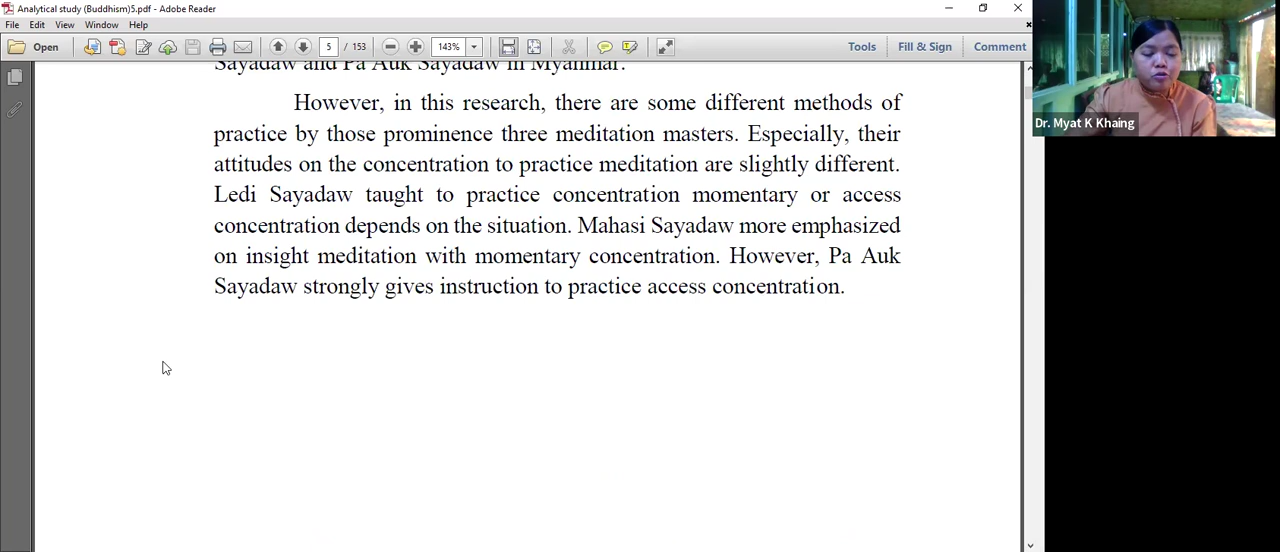 Analytical study (Buddhism)5.pdf - Adobe Reader
File Edit View Window Help
Open 5 / 153 143% Tools Fill & Sign Comment
Sayadaw and Pa Auk Sayadaw in Myanmar.
However, in this research, there are some different methods of
practice by those prominence three meditation masters. Especially, their
attitudes on the concentration to practice meditation are slightly different.
Ledi Sayadaw taught to practice concentration momentary or access
concentration depends on the situation. Mahasi Sayadaw more emphasized
on insight meditation with momentary concentration. However, Pa Auk
Sayadaw strongly gives instruction to practice access concentration.
Dr. Myat K Khaing